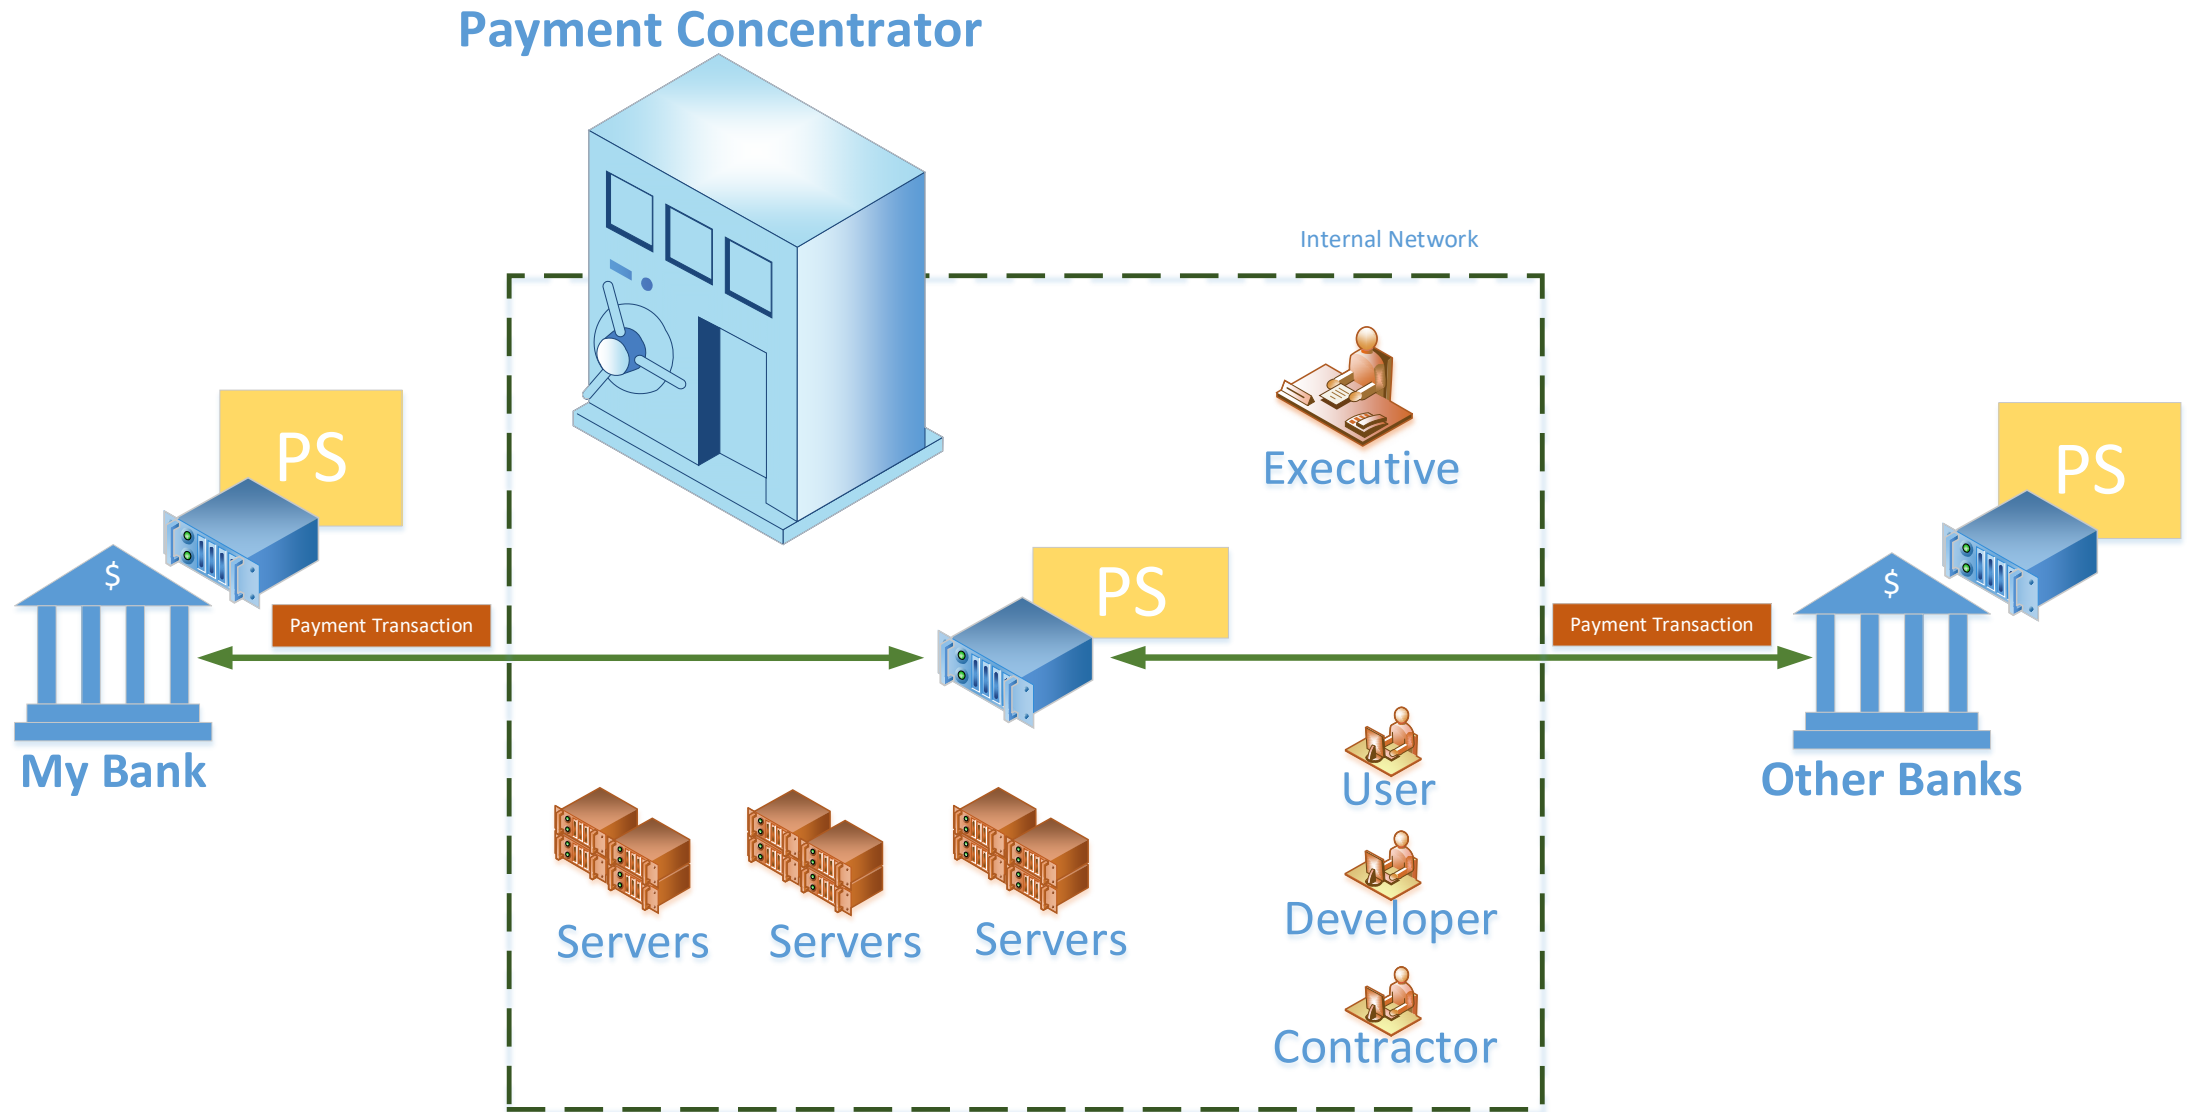 Payment Concentrator
Internal Network
PS
PS
Executive
PS
$
$
Payment Transaction
Payment Transaction
My Bank
Other Banks
User
Developer
Servers
Servers
Servers
Contractor